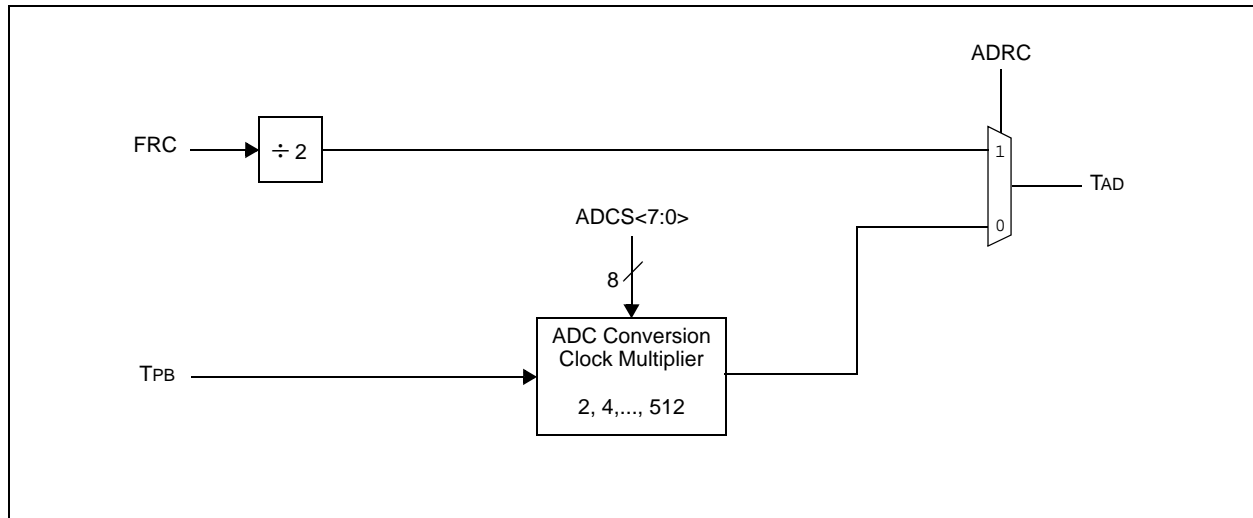 ADRC
FRC
÷ 2
1
TAD
ADCS<7:0>
0
8
ADC Conversion
Clock Multiplier
TPB
2, 4,..., 512